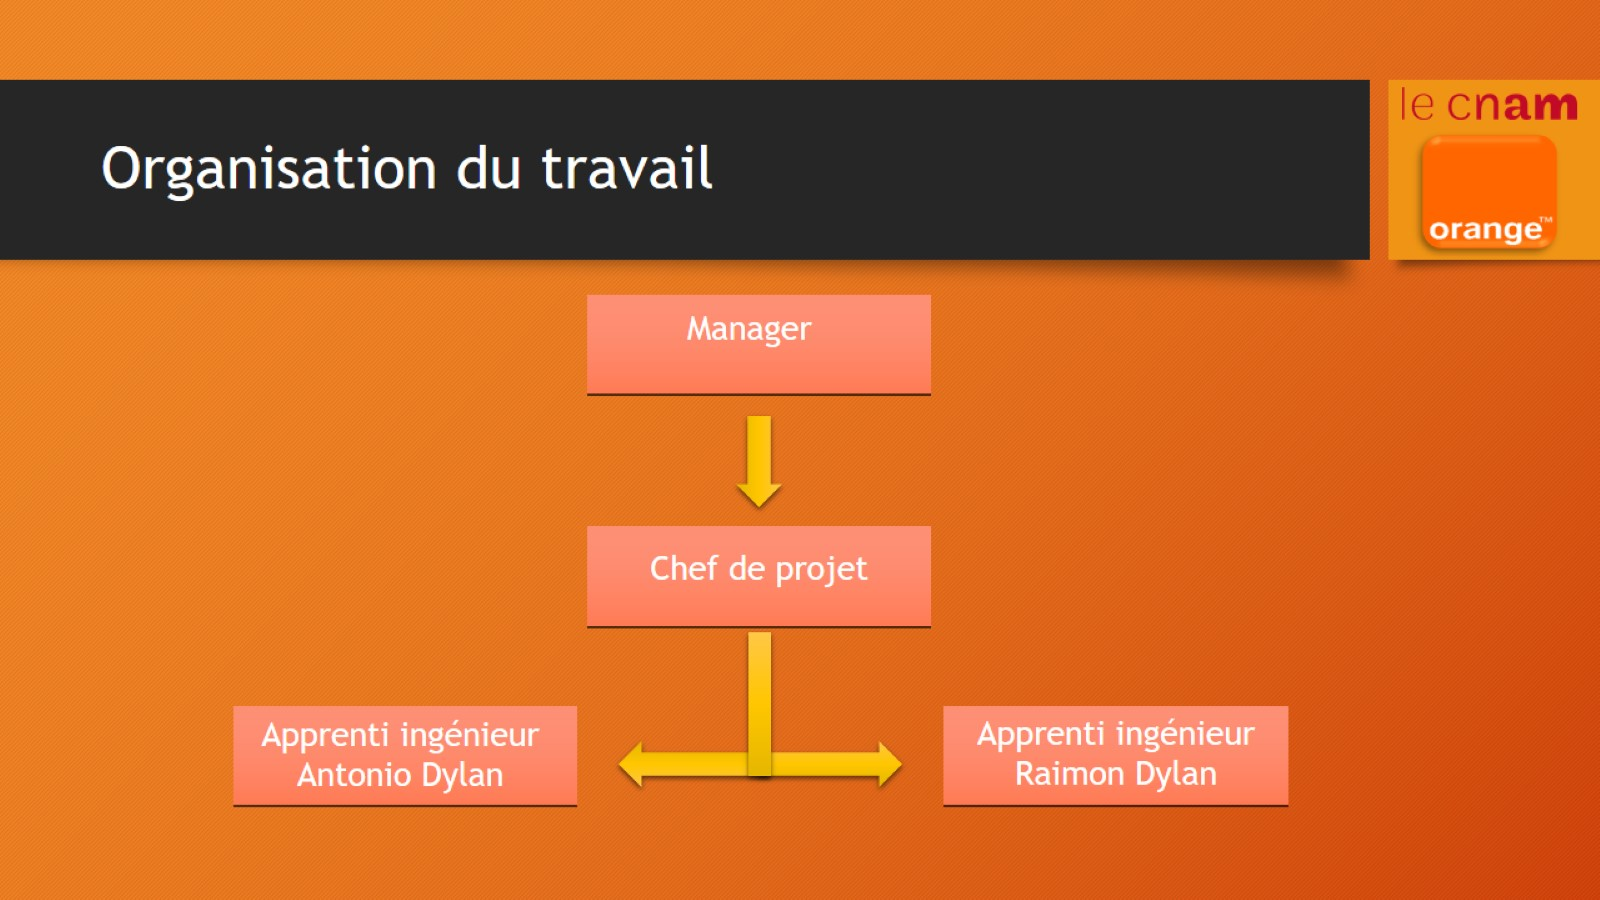 le cnam
Organisation du travail
orange™
Manager
Chef de projet
Apprenti ingénieur
Antonio Dylan
Apprenti ingénieur
Raimon Dylan